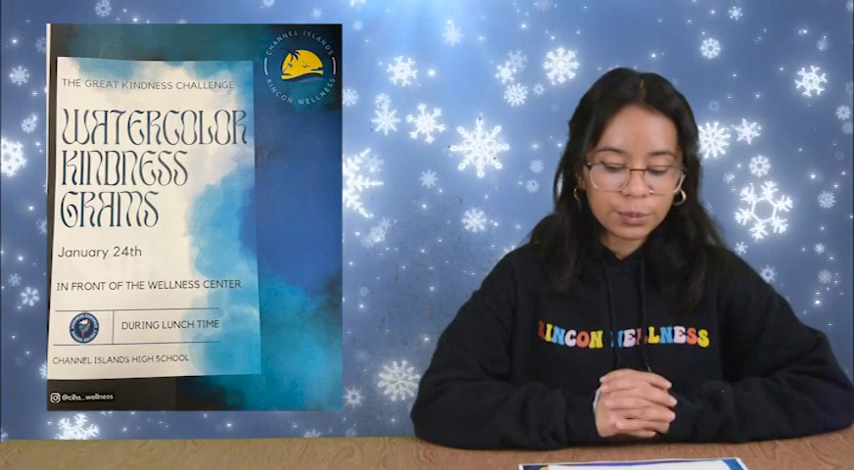 THE GREAT KINDNESS CHALLENGE
WATERCOLOR
KINDNESS
GRAMS
January 24th
IN FRONT OF THE WELLNESS CENTER
DURING LUNCH TIME
CHANNEL ISLANDS HIGH SCHOOL
@cihs_wellness
CHANNEL ISLANDS
RINCON WELLNESS
RINCON WELLNESS